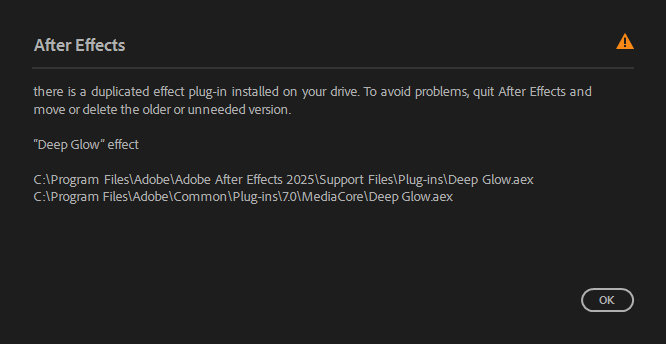 After Effects
there is a duplicated effect plug-in installed on your drive. To avoid problems, quit After Effects and
move or delete the older or unneeded version.
"Deep Glow" effect
C:\Program Files\Adobe\Adobe After Effects 2025\Support Files\Plug-ins\Deep Glow.aex
C:\Program Files\Adobe\Common\Plug-ins\7.0\MediaCore\Deep Glow.aex
OK